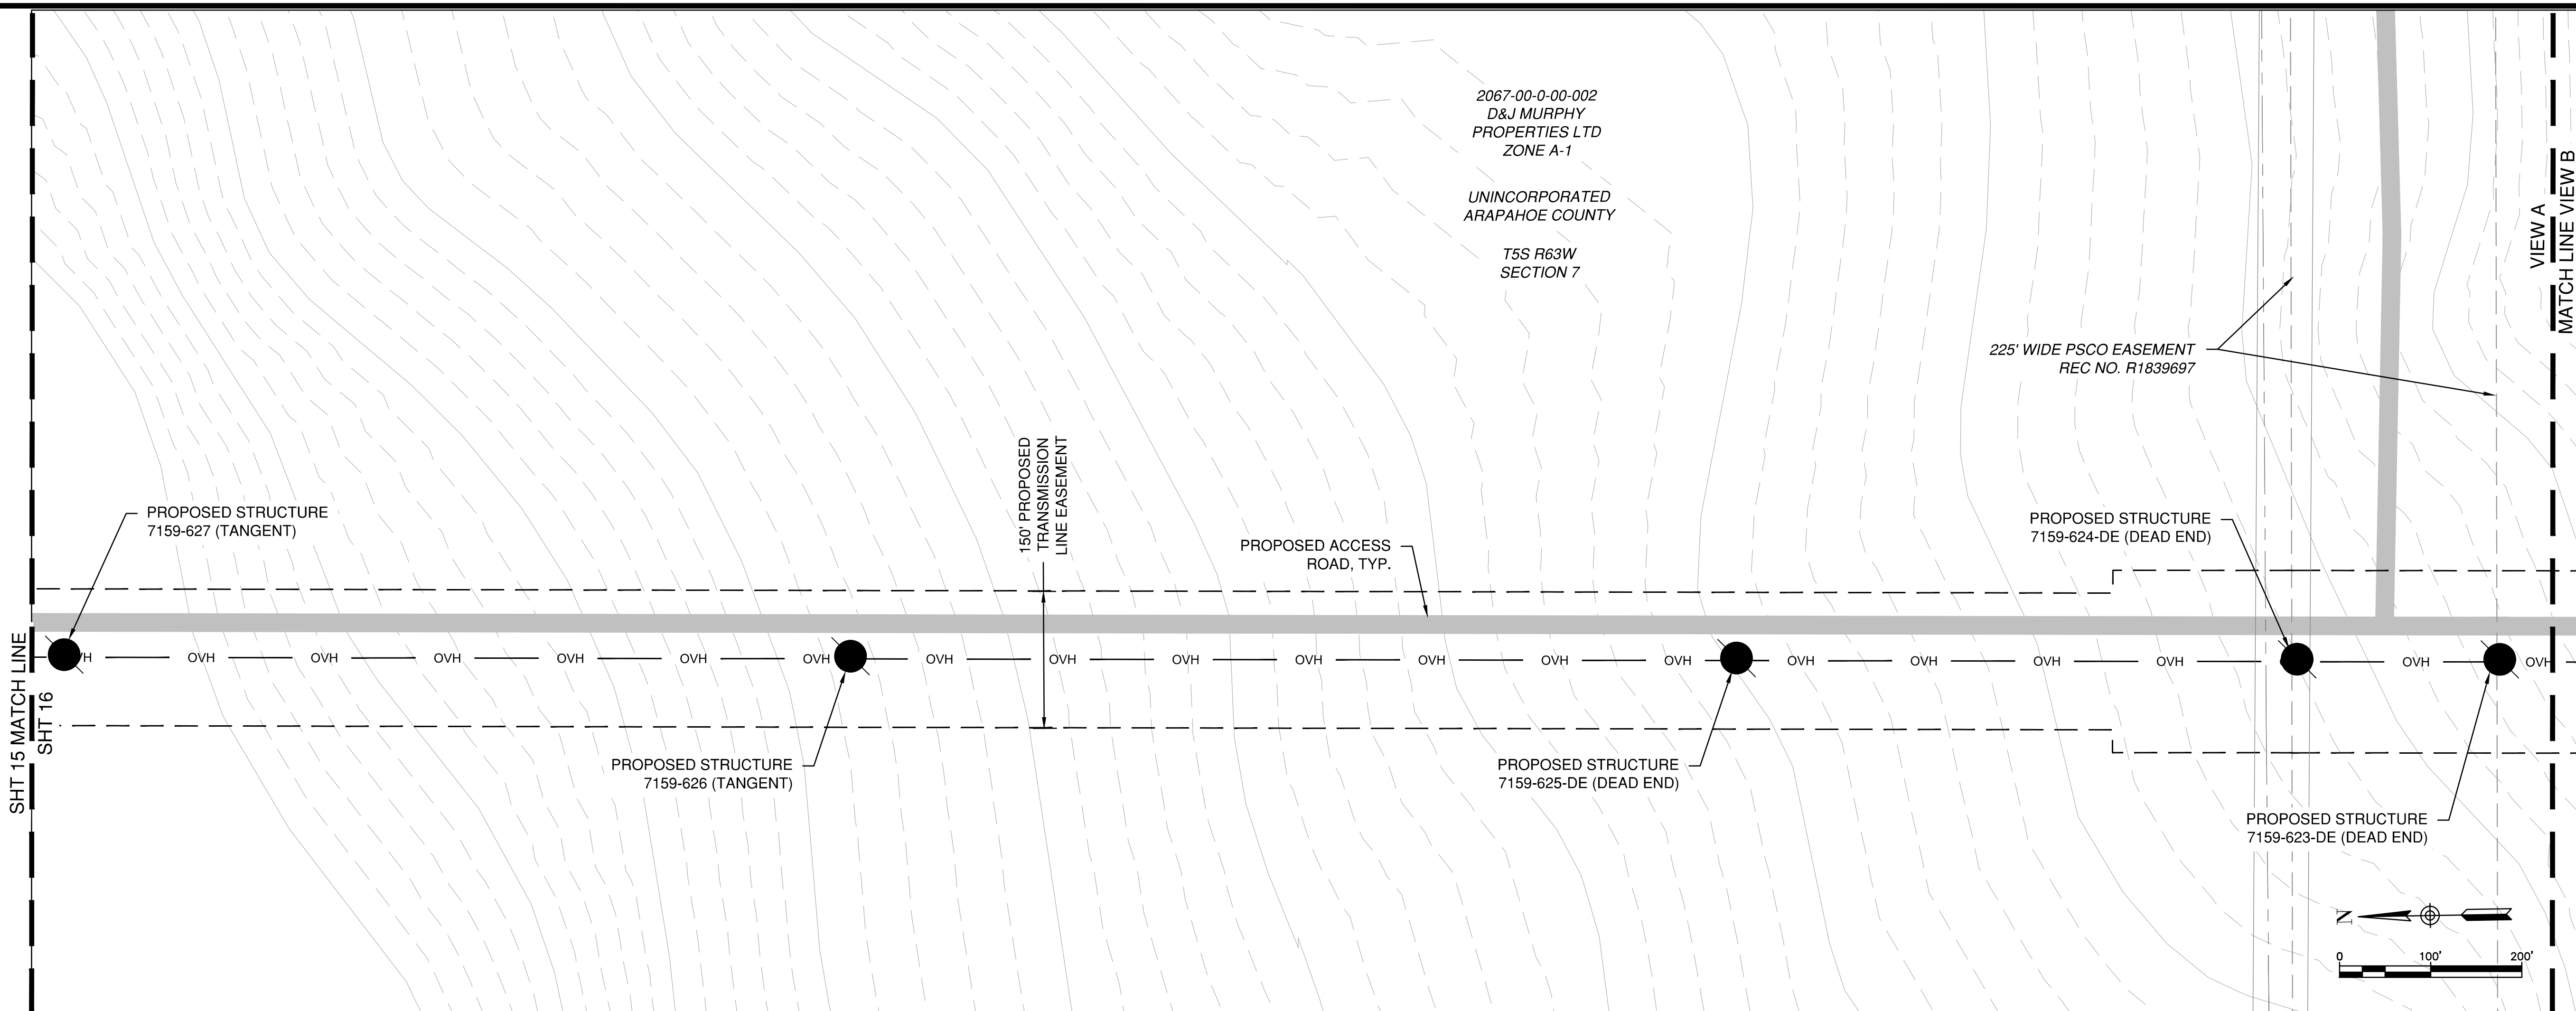 2067-00-0-00-002
D&J MURPHY
PROPERTIES LTD
ZONE A-1
UNINCORPORATED
ARAPAHOE COUNTY
T5S R63W
SECTION 7
VIEW A
MATCH LINE VIEW B
225' WIDE PSCO EASEMENT
REC NO. R1839697
PROPOSED STRUCTURE
7159-627 (TANGENT)
150' PROPOSED
TRANSMISSION
LINE EASEMENT
PROPOSED ACCESS
ROAD, TYP.
PROPOSED STRUCTURE
7159-624-DE (DEAD END)
SHT 15 MATCH LINE
SHT 16
VH OVH OVH OVH OVH OVH OVH OVH OVH OVH OVH OVH OVH OVH OVH OVH OVH OVH OVH OVH
PROPOSED STRUCTURE
7159-626 (TANGENT)
PROPOSED STRUCTURE
7159-625-DE (DEAD END)
PROPOSED STRUCTURE
7159-623-DE (DEAD END)
N
0 100' 200'